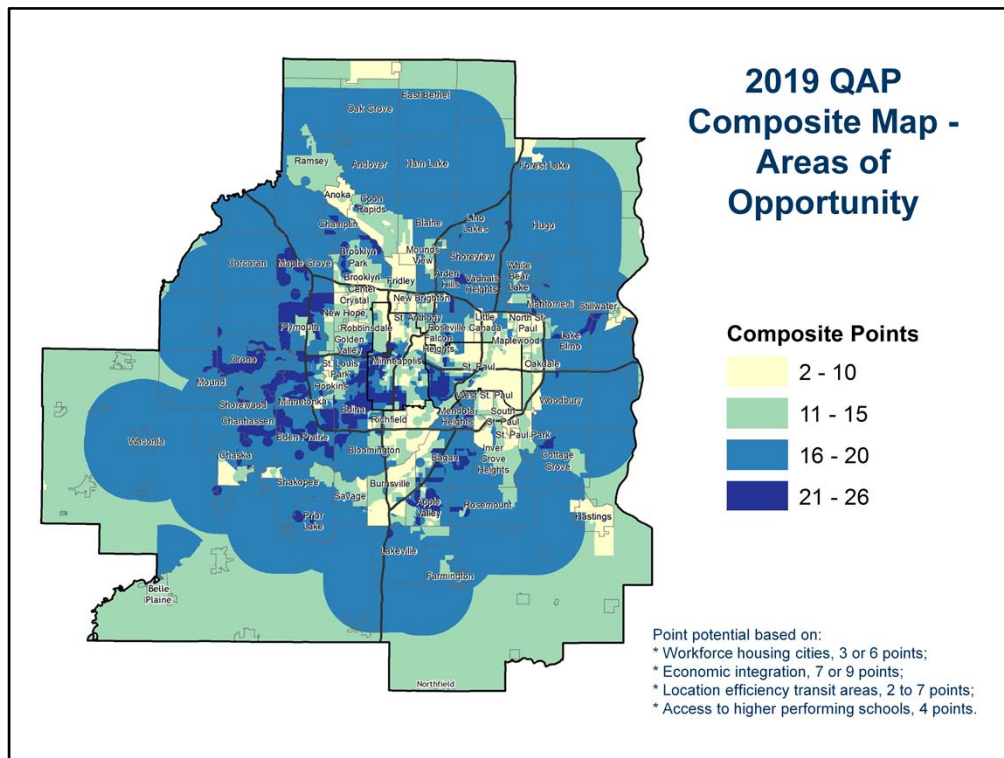 2019 QAP
Composite Map -
Areas of
Opportunity
East Bethel
Oak Grove
Ramsey
Andover
Ham Lake
Forest Lake
Anoka
Coon
Rapids
Champlin
Blaine
Lino
Lakes
Hugo
Brooklyn
Park
Mounds
View
Shoreview
Corcoran
Maple Grove
Arden
Hills
Vadnais
Heights
White
Bear
Lake
Brooklyn
Center
Fridley
Mahtomedi
Stillwater
Crystal
New Brighton
New Hope
St. Anthony
Little
Canada
North St.
Paul
Plymouth
Robbinsdale
Roseville
Golden
Valley
Falcon
Heights
Maplewood
Lake
Elmo
Orono
Minneapolis
St. Louis
Park
St. Paul
Oakdale
Mound
Hopkins
Shorewood
Minnetonka
Edina
West St. Paul
Woodbury
Chanhassen
Richfield
Mendota
Heights
South
St. Paul
Eden Prairie
St. Paul Park
Waconia
Bloomington
Eagan
Inver
Grove
Heights
Cottage
Grove
Chaska
Shakopee
Savage
Burnsville
Apple
Valley
Rosemount
Hastings
Prior
Lake
Lakeville
Farmington
Belle
Plaine
Northfield
Composite Points
2 - 10
11 - 15
16 - 20
21 - 26
Point potential based on:
* Workforce housing cities, 3 or 6 points;
* Economic integration, 7 or 9 points;
* Location efficiency transit areas, 2 to 7 points;
* Access to higher performing schools, 4 points.